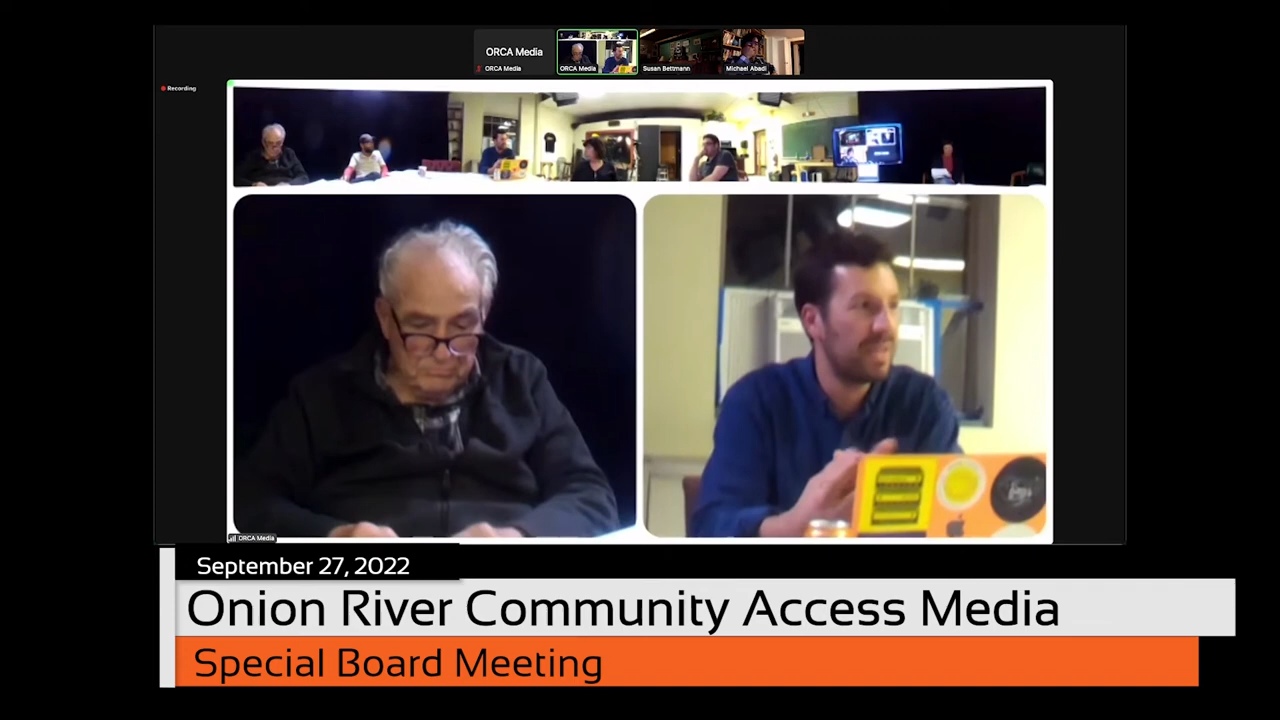 ORCA Media
ORCA Media
ORCA Media
Susan Bettmann
Michael Abadi
Recording
ORCA Media
September 27, 2022
Onion River Community Access Media
Special Board Meeting